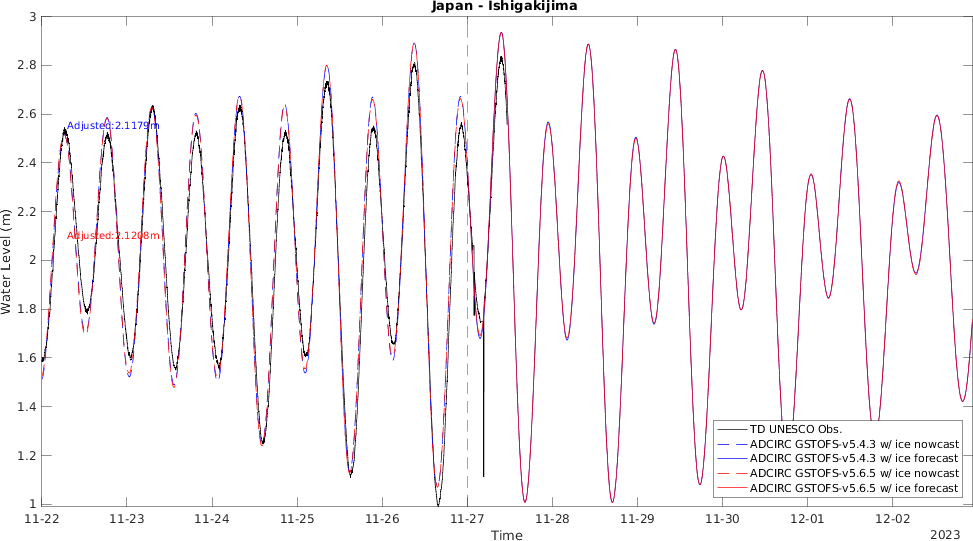 Japan - Ishigakijima
3
2.8
2.6
2.4
2.2
2
1.8
1.6
1.4
1.2
1
Water Level (m)
Adjusted:2.1179m
Adjusted:2.1208m
TD UNESCO Obs.
ADCIRC GSTOFS-v5.4.3 w/ ice nowcast
ADCIRC GSTOFS-v5.4.3 w/ ice forecast
ADCIRC GSTOFS-v5.6.5 w/ ice nowcast
ADCIRC GSTOFS-v5.6.5 w/ ice forecast
11-22 11-23 11-24 11-25 11-26 11-27 11-28 11-29 11-30 12-01 12-02
Time
2023